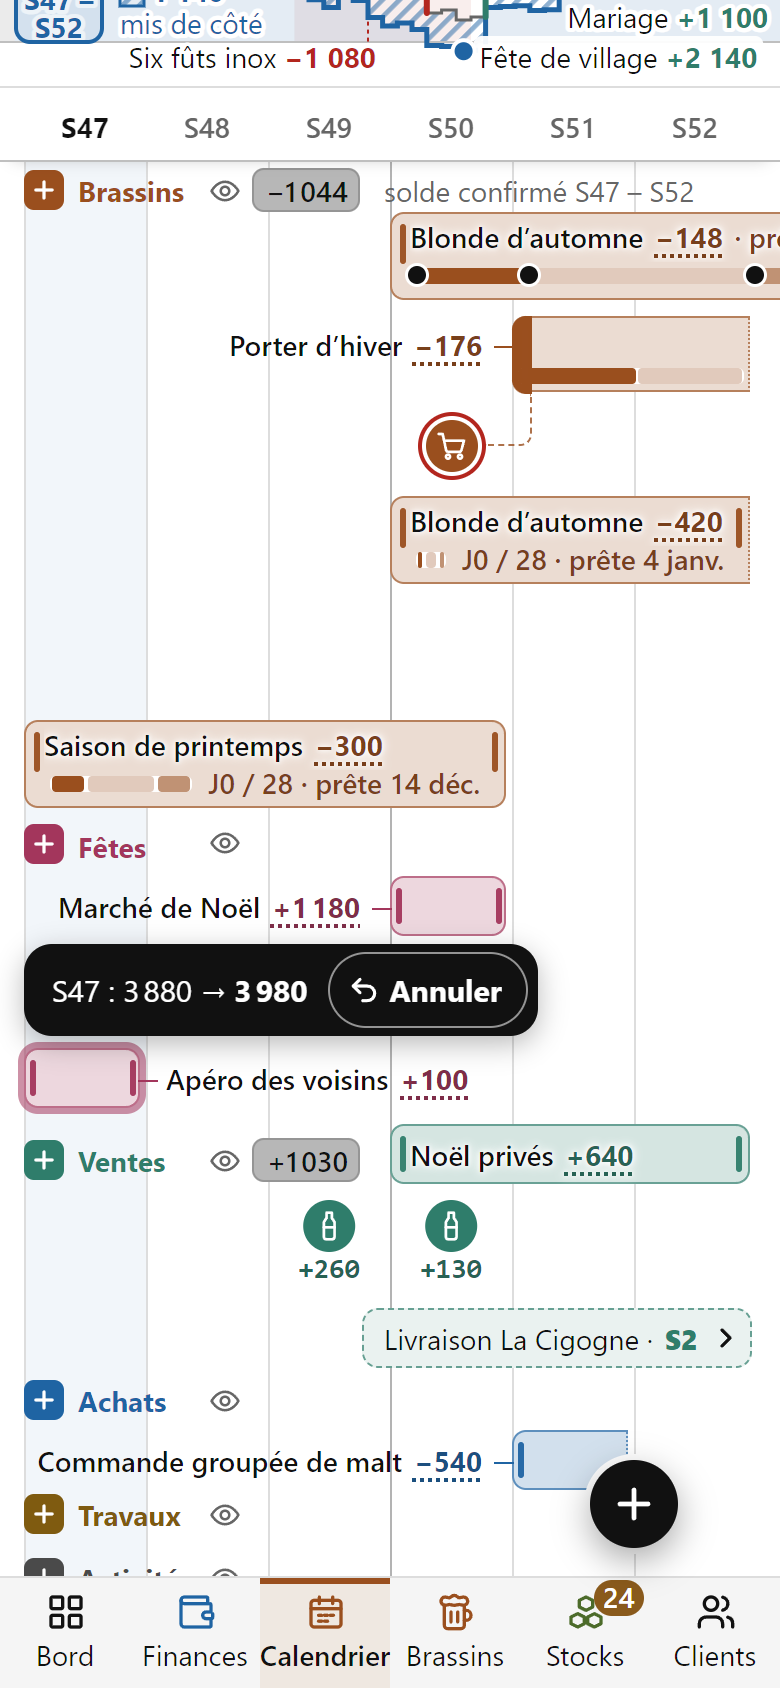 S47 –
S52
mis de côté
Mariage +1 100
Six fûts inox −1 080
Fête de village +2 140
S47 S48 S49 S50 S51 S52
Brassins −1044 solde confirmé S47 – S52
Blonde d’automne −148 · pr
Porter d’hiver −176
Blonde d’automne −420
J0 / 28 · prête 4 janv.
Saison de printemps −300
J0 / 28 · prête 14 déc.
Fêtes
Marché de Noël +1 180
S47 : 3 880 → 3 980 Annuler
Apéro des voisins +100
Ventes +1030 Noël privés +640
+260 +130
Livraison La Cigogne · S2
Achats
Commande groupée de malt −540
Travaux
24
Bord Finances Calendrier Brassins Stocks Clients